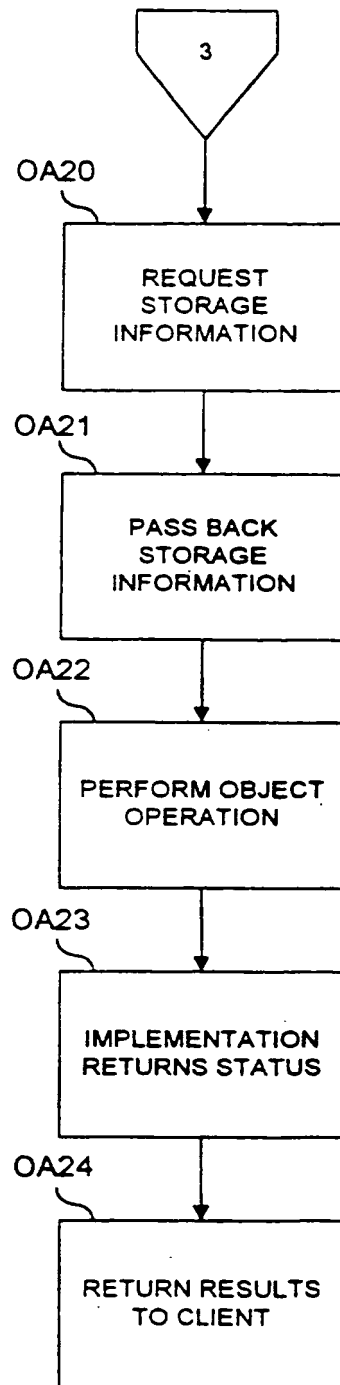 3
OA20
REQUEST
STORAGE
INFORMATION
OA21
PASS BACK
STORAGE
INFORMATION
OA22
PERFORM OBJECT
OPERATION
OA23
IMPLEMENTATION
RETURNS STATUS
OA24
RETURN RESULTS
TO CLIENT